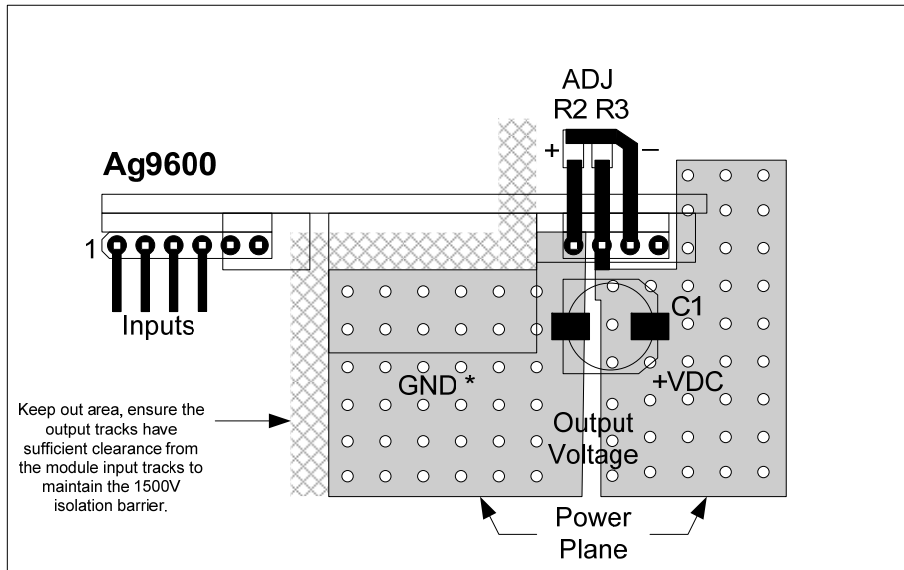 ADJ
R2 R3
+ −
Ag9600
1
Inputs
C1
GND *
+VDC
Keep out area, ensure the
output tracks have
sufficient clearance from
the module input tracks to
maintain the 1500V
isolation barrier.
Output
Voltage
Power
Plane